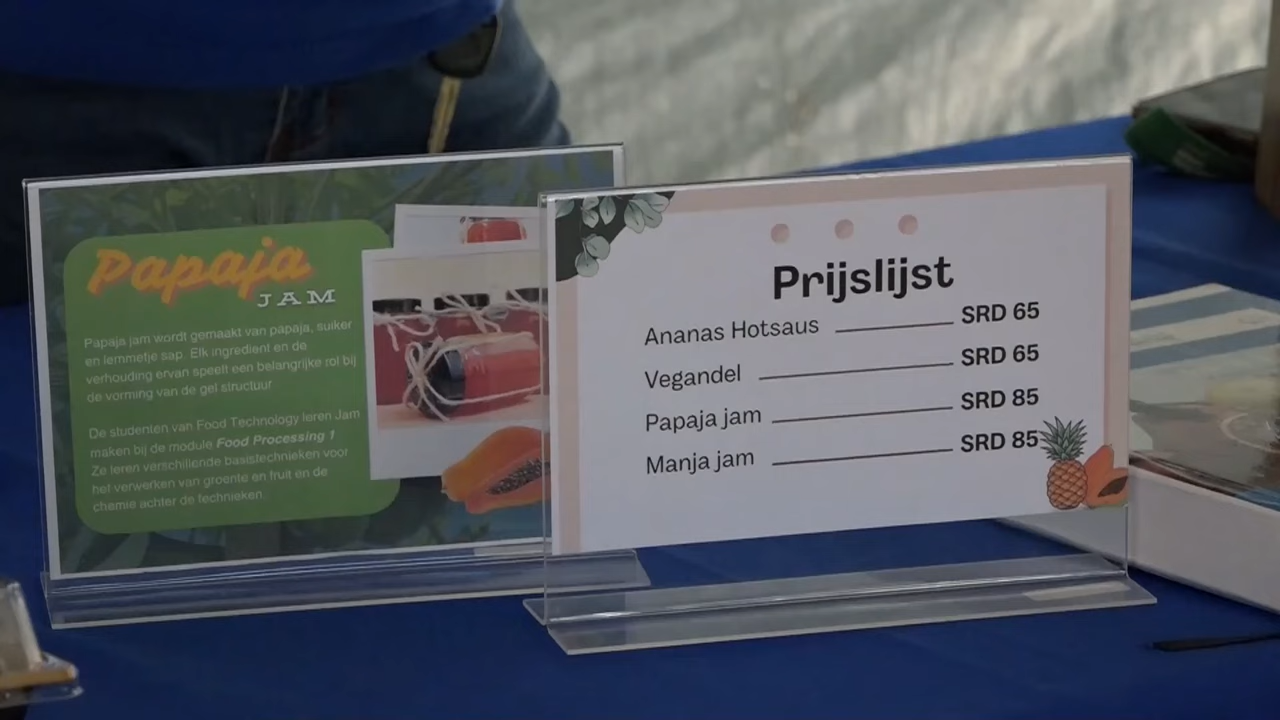 Papaja
JAM
Papaja jam wordt gemaakt van papaja, suiker
en lemmetje sap. Elk ingredient en de
verhouding ervan speelt een belangrijke rol bij
de vorming van de gel structuur
De studenten van Food Technology leren Jam
maken bij de module Food Processing 1
Ze leren verschillende basistechnieken voor
het verwerken van groente en fruit en de
chemie achter de technieken.
Prijslijst
Ananas Hotsaus SRD 65
Vegandel SRD 65
Papaja jam SRD 85
Manja jam SRD 85